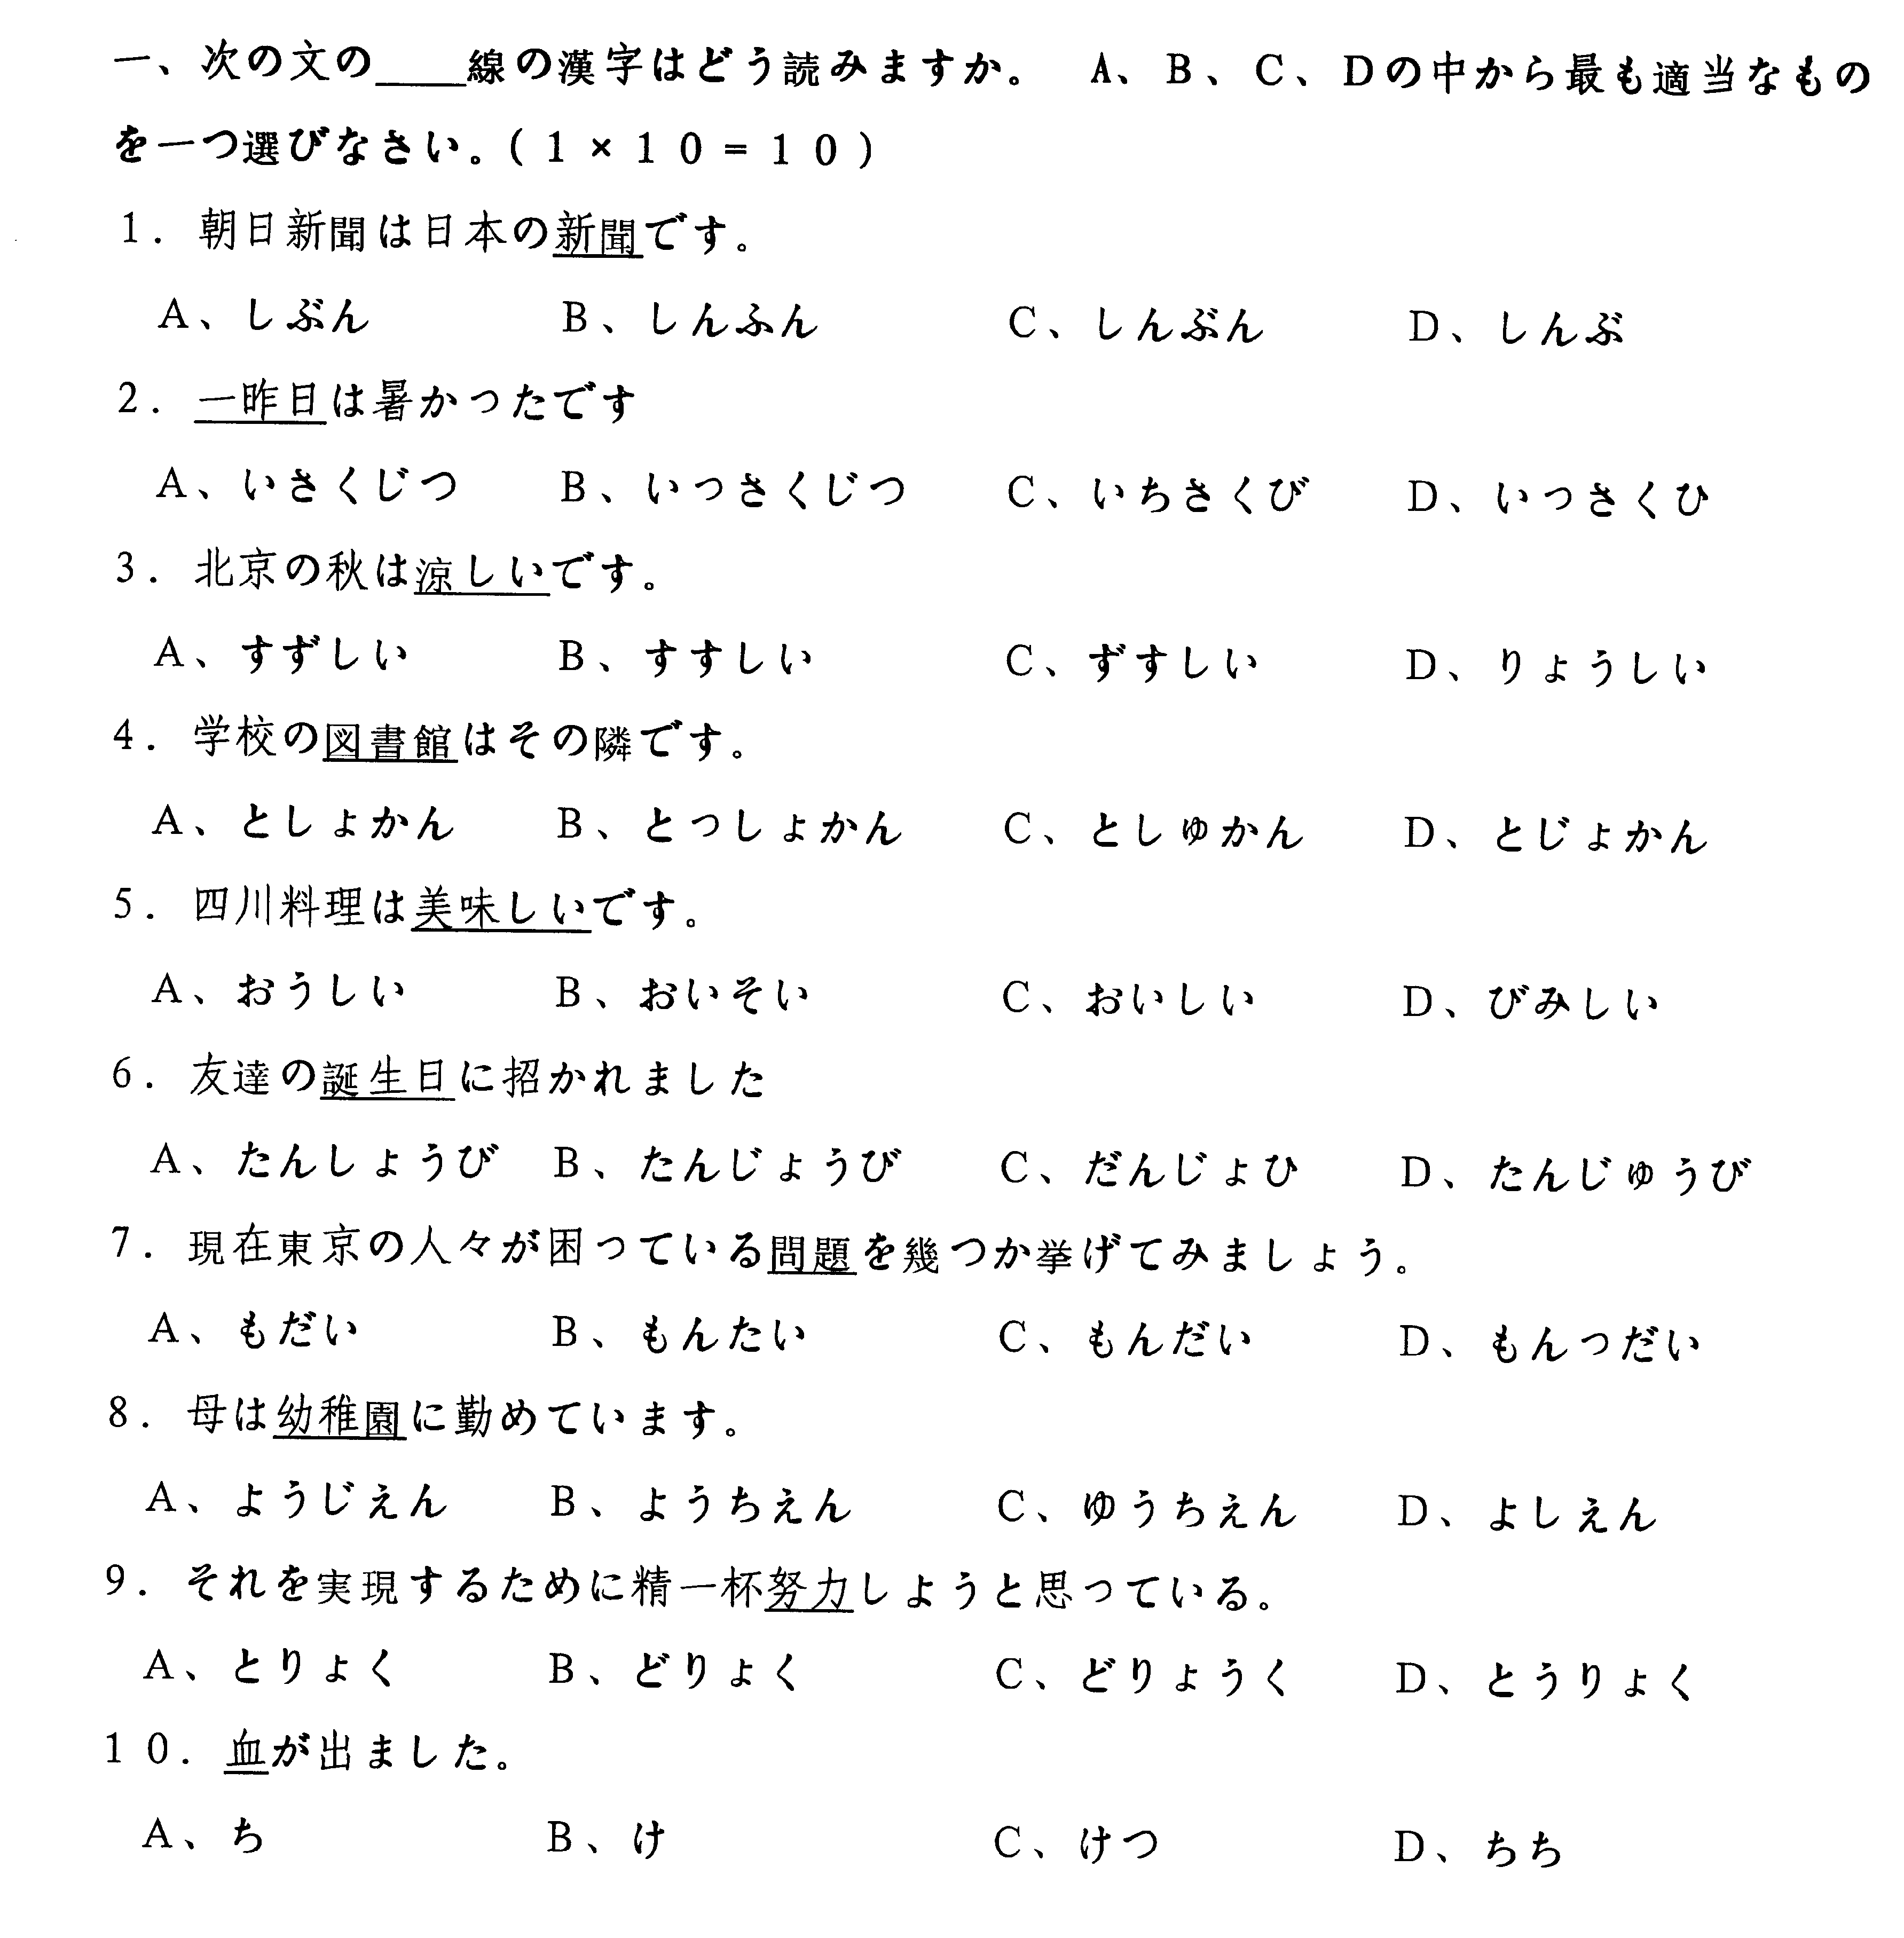 一、次の文の____線の漢字はどう読みますか。 A、B、C、Dの中から最も適当なもの
を一つ選びなさい。(1×10=10)
1. 朝日新聞は日本の新聞です。
A、しぶん B、しんふん C、しんぶん D、しんぶ
2. 一昨日は暑かったです
A、いさくじつ B、いっさくじつ C、いちさくび D、いっさくひ
3. 北京の秋は涼しいです。
A、すずしい B、すすしい C、ずすしい D、りょうしい
4. 学校の図書館はその隣です。
A、としょかん B、とっしょかん C、としゅかん D、とじょかん
5. 四川料理は美味しいです。
A、おうしい B、おいそい C、おいしい D、びみしい
6. 友達の誕生日に招かれました
A、たんしょうび B、たんじょうび C、だんじょひ D、たんじゅうび
7. 現在東京の人々が困っている問題を幾つか挙げてみましょう。
A、もだい B、もんたい C、もんだい D、もんつだい
8. 母は幼稚園に勤めています。
A、ようじえん B、ようちえん C、ゆうちえん D、よしえん
9. それを実現するために精一杯努力しようと思っている。
A、とりょく B、どりょく C、どりょうく D、とうりょく
10. 血が出ました。
A、ち B、け C、けつ D、ちち